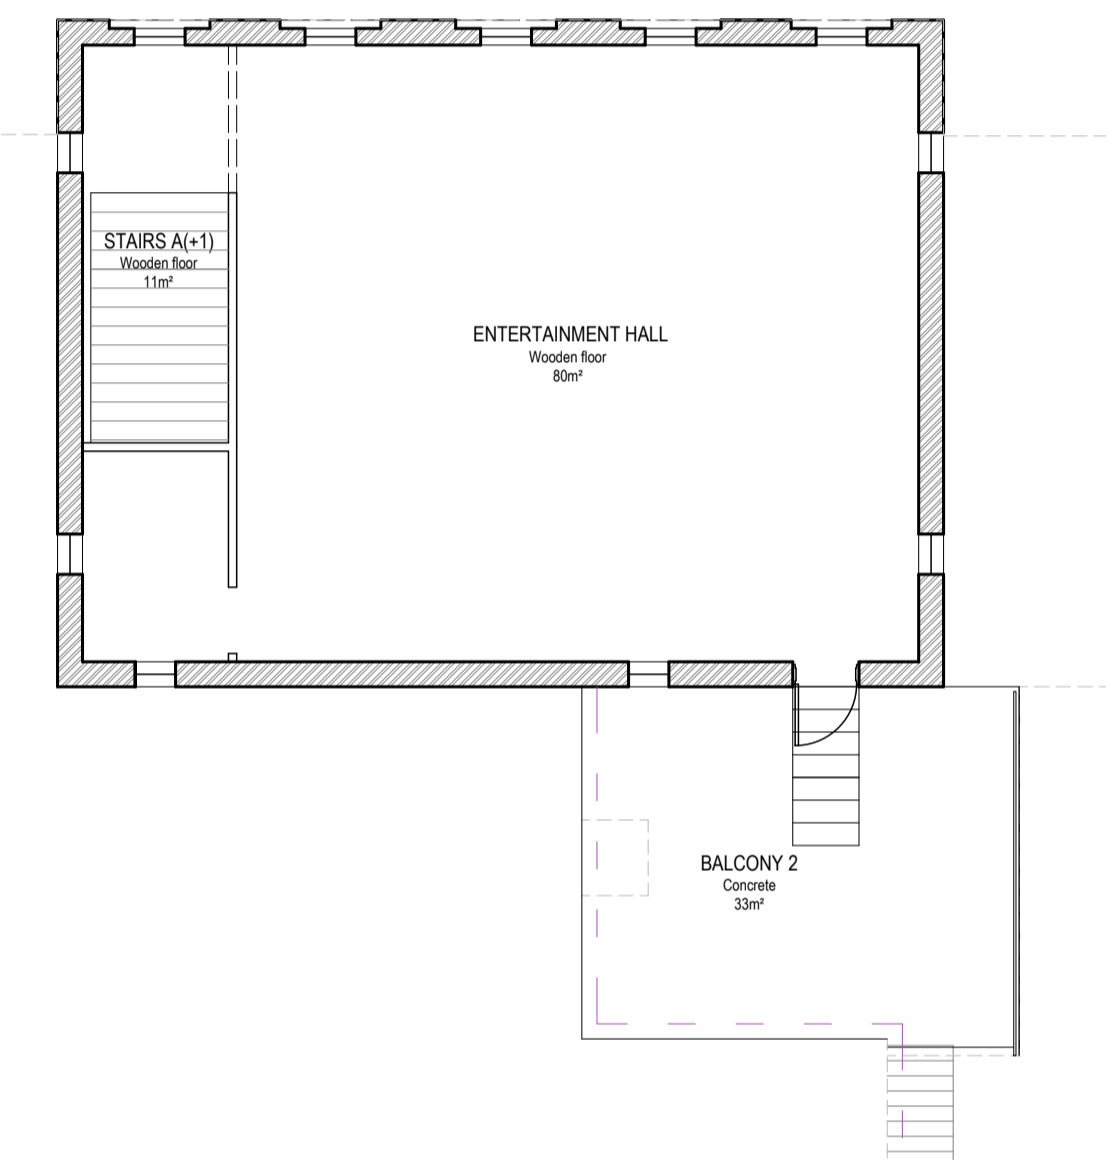 STAIRS A(+1)
Wooden floor
11m²
ENTERTAINMENT HALL
Wooden floor
80m²
BALCONY 2
Concrete
33m²